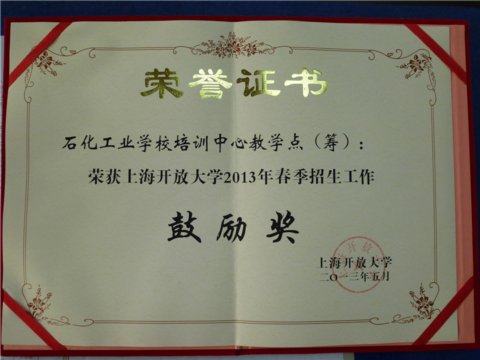 荣誉证书
石化工业学校培训中心教学点（筹）：
荣获上海开放大学2013年春季招生工作
鼓励奖
上海开放大学
二〇一三年五月